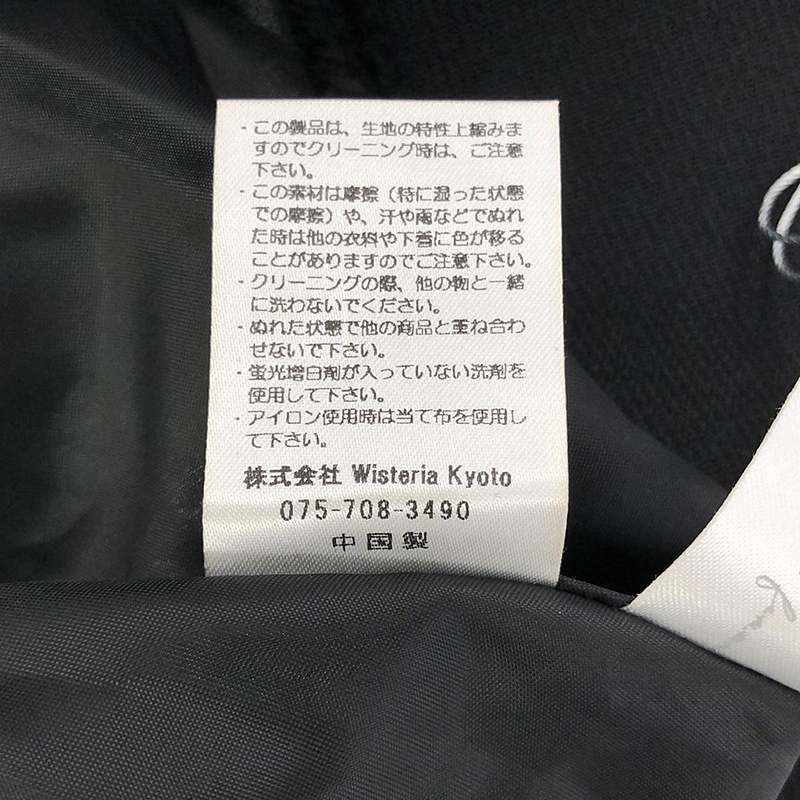 ・この製品は、生地の特性上縮みま
すのでクリーニング時は、ご注意
下さい。
・この素材は摩擦（特に湿った状態
での摩擦）や、汗や雨などでぬれ
た時は他の衣料や下着に色が移る
ことがありますのでご注意下さい。
・クリーニングの際、他の物と一緒
に洗わないでください。
・ぬれた状態で他の商品と重ね合わ
せないで下さい。
・蛍光増白剤が入っていない洗剤を
使用して下さい。
・アイロン使用時は当て布を使用し
て下さい。
株式会社 Wisteria Kyoto
075-708-3490
中国製